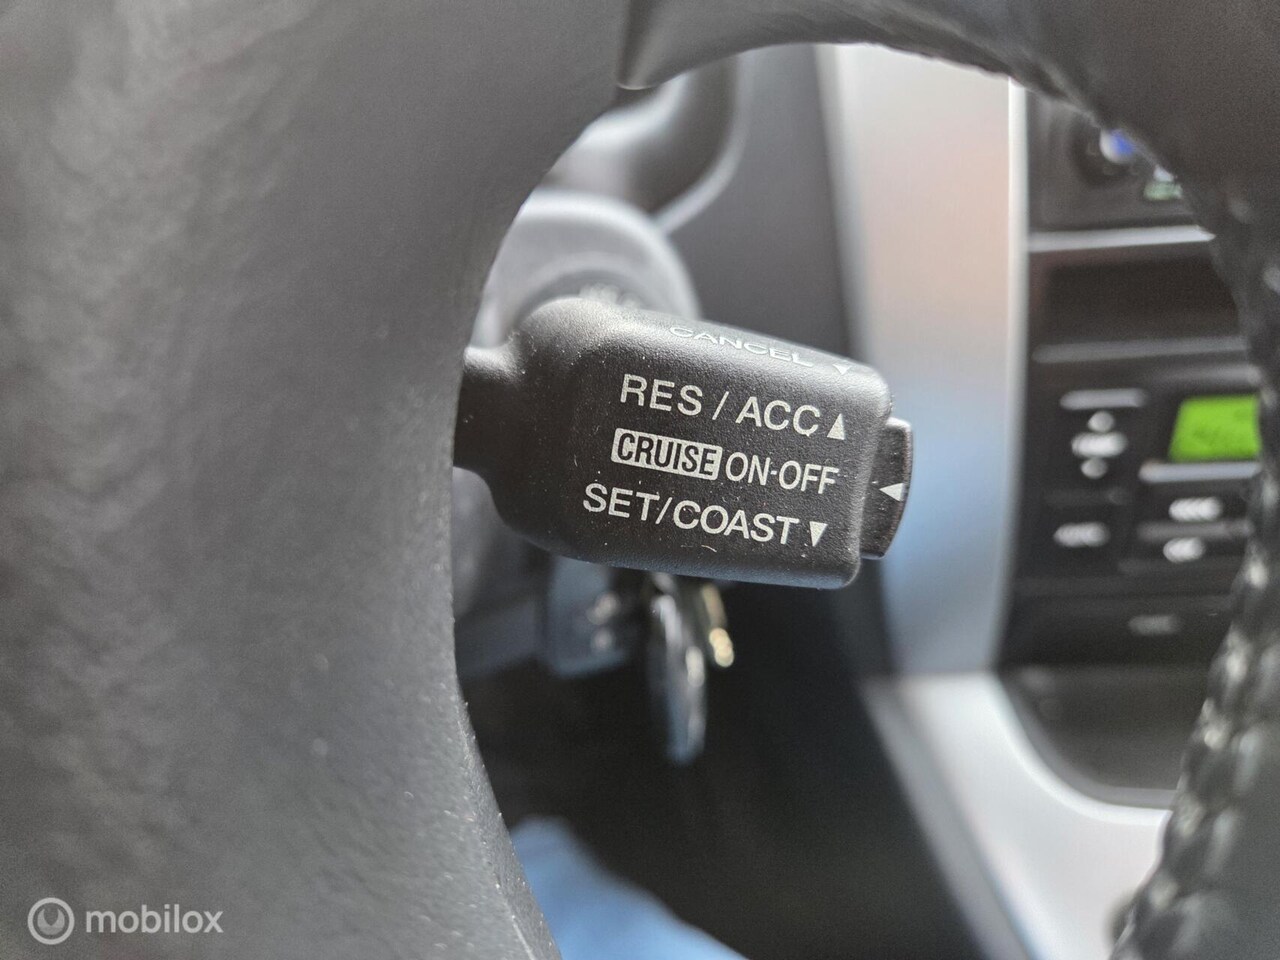 CANCEL ▼
RES / ACC ▲
CRUISE ON-OFF ◀
SET/COAST ▼
mobilox